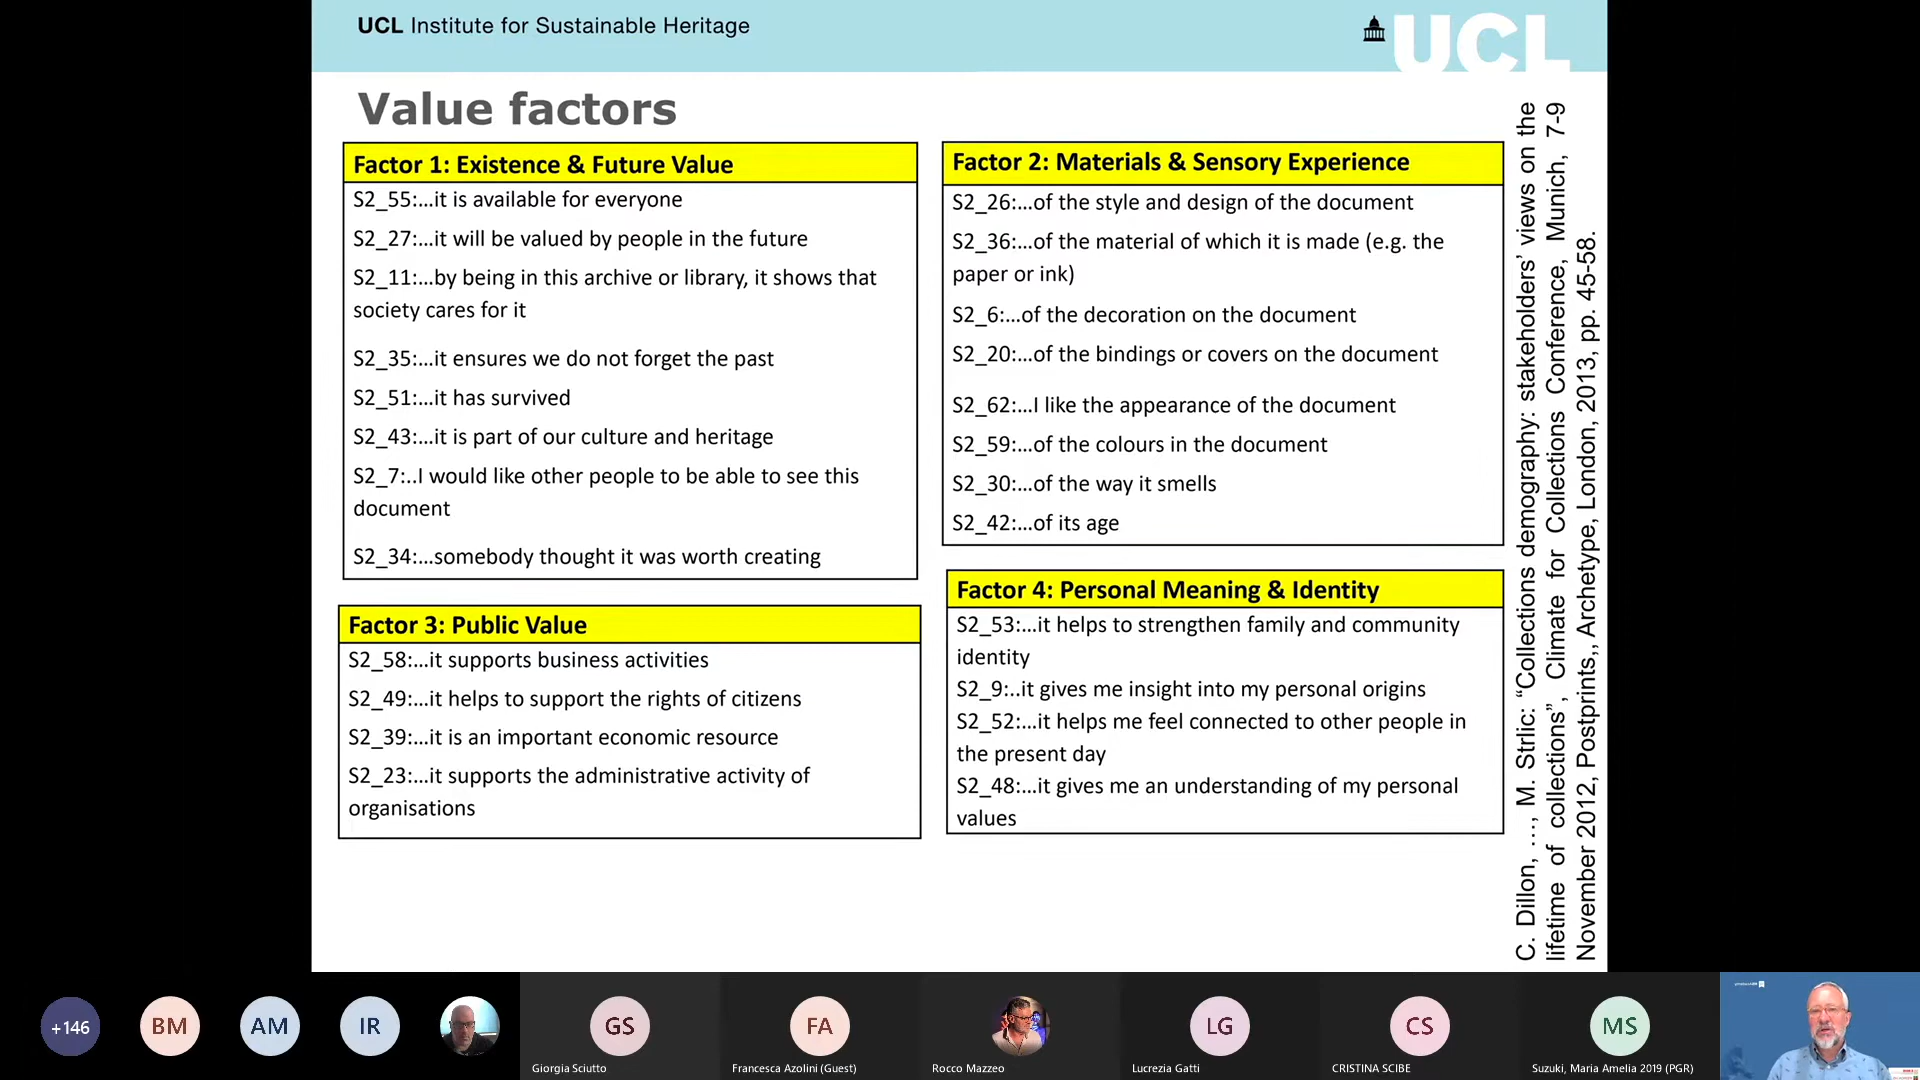 UCL Institute for Sustainable Heritage
UCL
Value factors
Factor 1: Existence & Future Value
S2_55:...it is available for everyone
S2_27:...it will be valued by people in the future
S2_11:...by being in this archive or library, it shows that
society cares for it
S2_35:...it ensures we do not forget the past
S2_51:...it has survived
S2_43:...it is part of our culture and heritage
S2_7:..I would like other people to be able to see this
document
S2_34:...somebody thought it was worth creating
Factor 2: Materials & Sensory Experience
S2_26:...of the style and design of the document
S2_36:...of the material of which it is made (e.g. the
paper or ink)
S2_6:...of the decoration on the document
S2_20:...of the bindings or covers on the document
S2_62:...I like the appearance of the document
S2_59:...of the colours in the document
S2_30:...of the way it smells
S2_42:...of its age
Factor 3: Public Value
S2_58:...it supports business activities
S2_49:...it helps to support the rights of citizens
S2_39:...it is an important economic resource
S2_23:...it supports the administrative activity of
organisations
Factor 4: Personal Meaning & Identity
S2_53:...it helps to strengthen family and community
identity
S2_9:..it gives me insight into my personal origins
S2_52:...it helps me feel connected to other people in
the present day
S2_48:...it gives me an understanding of my personal
values
C. Dillon, ..., M. Strlic: “Collections demography: stakeholders’ views on the
lifetime of collections”, Climate for Collections Conference, Munich, 7-9
November 2012, Postprints,, Archetype, London, 2013, pp. 45-58.
+146
BM
AM
IR
GS
Giorgia Sciutto
FA
Francesca Azolini (Guest)
Rocco Mazzeo
LG
Lucrezia Gatti
CS
CRISTINA SCIBE
MS
Suzuki, Maria Amelia 2019 (PGR)